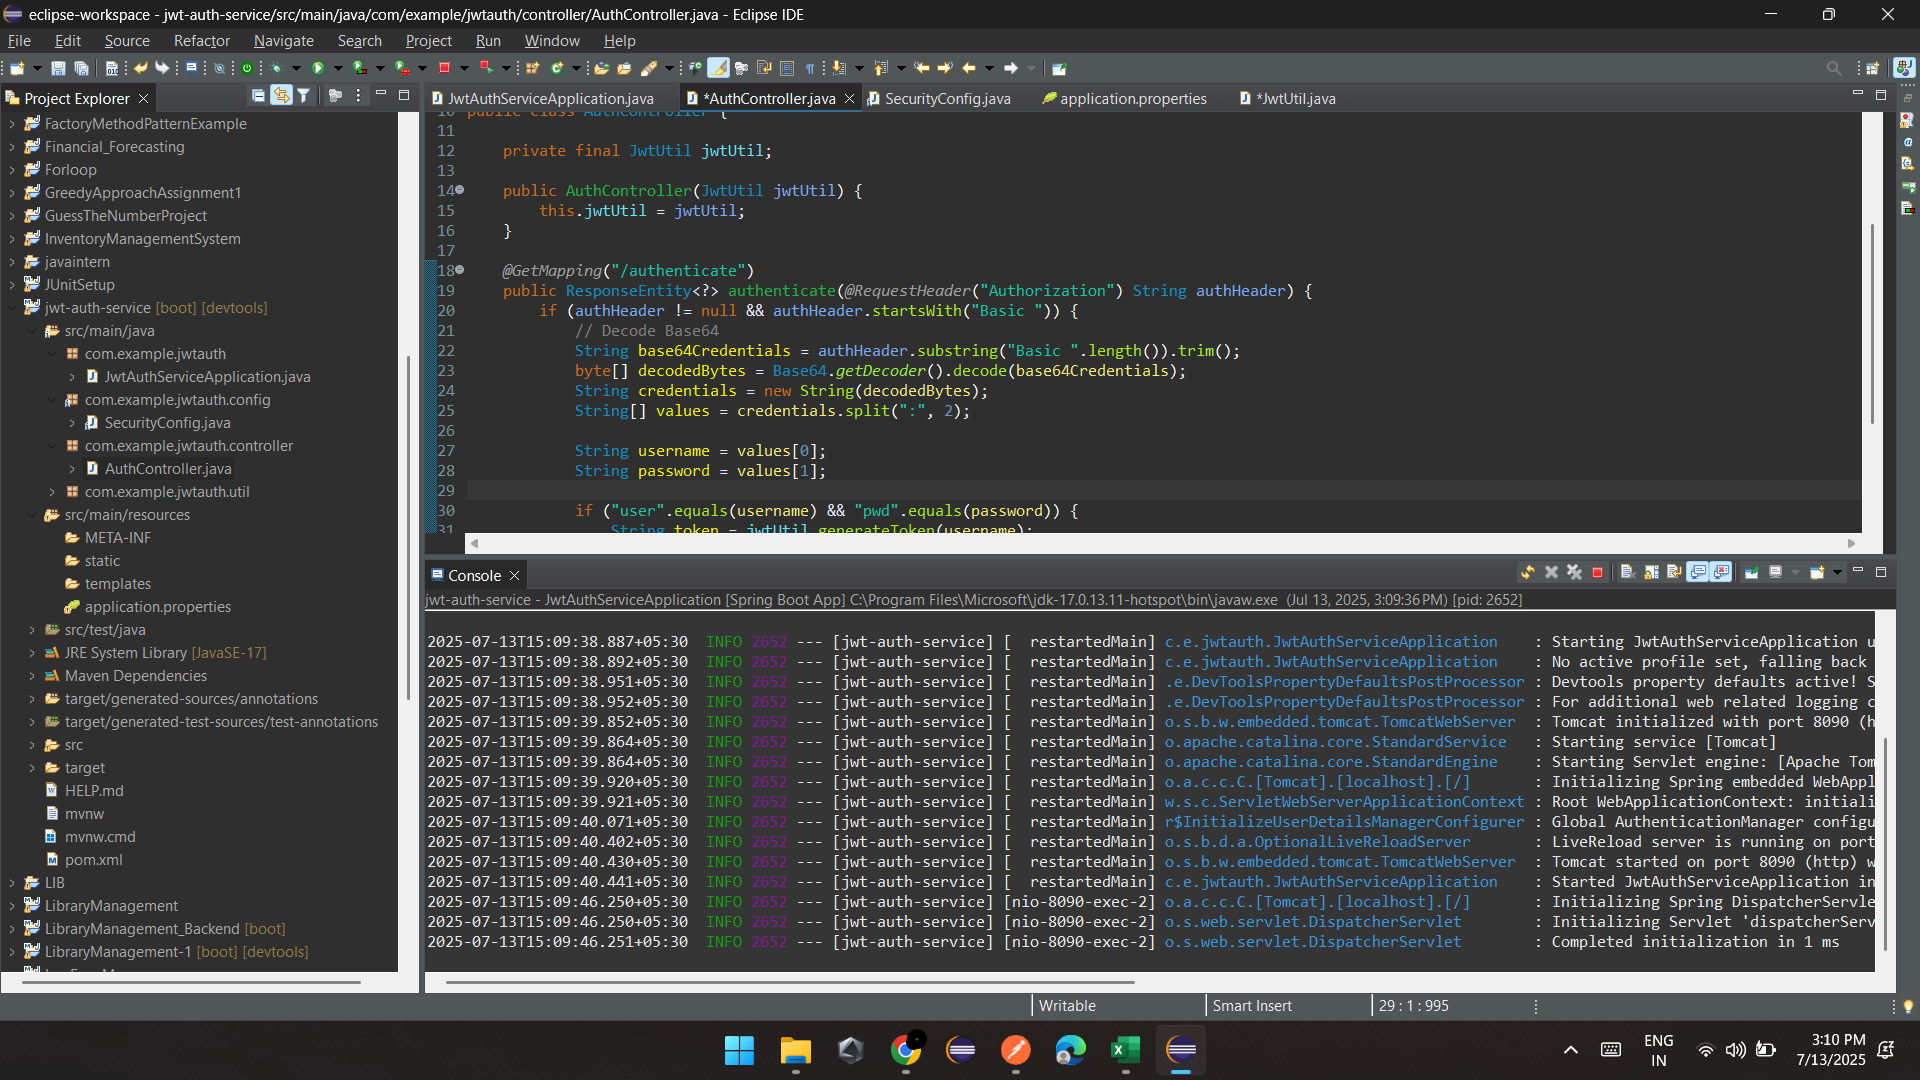 eclipse-workspace - jwt-auth-service/src/main/java/com/example/jwtauth/controller/AuthController.java - Eclipse IDE
File Edit Source Refactor Navigate Search Project Run Window Help
Project Explorer
JwtAuthServiceApplication.java *AuthController.java SecurityConfig.java application.properties *JwtUtil.java
FactoryMethodPatternExample
Financial_Forecasting
Forloop
GreedyApproachAssignment1
GuessTheNumberProject
InventoryManagementSystem
javaintern
JUnitSetup
jwt-auth-service [boot] [devtools]
src/main/java
com.example.jwtauth
JwtAuthServiceApplication.java
com.example.jwtauth.config
SecurityConfig.java
com.example.jwtauth.controller
AuthController.java
com.example.jwtauth.util
src/main/resources
META-INF
static
templates
application.properties
src/test/java
JRE System Library [JavaSE-17]
Maven Dependencies
target/generated-sources/annotations
target/generated-test-sources/test-annotations
src
target
HELP.md
mvnw
mvnw.cmd
pom.xml
LIB
LibraryManagement
LibraryManagement_Backend [boot]
LibraryManagement-1 [boot] [devtools]
10 public class AuthController {
11
12 private final JwtUtil jwtUtil;
13
14 public AuthController(JwtUtil jwtUtil) {
15 this.jwtUtil = jwtUtil;
16 }
17
18 @GetMapping("/authenticate")
19 public ResponseEntity<?> authenticate(@RequestHeader("Authorization") String authHeader) {
20 if (authHeader != null && authHeader.startsWith("Basic ")) {
21 // Decode Base64
22 String base64Credentials = authHeader.substring("Basic ".length()).trim();
23 byte[] decodedBytes = Base64.getDecoder().decode(base64Credentials);
24 String credentials = new String(decodedBytes);
25 String[] values = credentials.split(":", 2);
26
27 String username = values[0];
28 String password = values[1];
29
30 if ("user".equals(username) && "pwd".equals(password)) {
31 String token = jwtUtil.generateToken(username);
Console
jwt-auth-service - JwtAuthServiceApplication [Spring Boot App] C:\Program Files\Microsoft\jdk-17.0.13.11-hotspot\bin\javaw.exe (Jul 13, 2025, 3:09:36 PM) [pid: 2652]
2025-07-13T15:09:38.887+05:30 INFO 2652 --- [jwt-auth-service] [ restartedMain] c.e.jwtauth.JwtAuthServiceApplication : Starting JwtAuthServiceApplication u
2025-07-13T15:09:38.892+05:30 INFO 2652 --- [jwt-auth-service] [ restartedMain] c.e.jwtauth.JwtAuthServiceApplication : No active profile set, falling back
2025-07-13T15:09:38.951+05:30 INFO 2652 --- [jwt-auth-service] [ restartedMain] .e.DevToolsPropertyDefaultsPostProcessor : Devtools property defaults active! S
2025-07-13T15:09:38.952+05:30 INFO 2652 --- [jwt-auth-service] [ restartedMain] .e.DevToolsPropertyDefaultsPostProcessor : For additional web related logging c
2025-07-13T15:09:39.852+05:30 INFO 2652 --- [jwt-auth-service] [ restartedMain] o.s.b.w.embedded.tomcat.TomcatWebServer : Tomcat initialized with port 8090 (h
2025-07-13T15:09:39.864+05:30 INFO 2652 --- [jwt-auth-service] [ restartedMain] o.apache.catalina.core.StandardService : Starting service [Tomcat]
2025-07-13T15:09:39.864+05:30 INFO 2652 --- [jwt-auth-service] [ restartedMain] o.apache.catalina.core.StandardEngine : Starting Servlet engine: [Apache Tom
2025-07-13T15:09:39.920+05:30 INFO 2652 --- [jwt-auth-service] [ restartedMain] o.a.c.c.C.[Tomcat].[localhost].[/] : Initializing Spring embedded WebAppl
2025-07-13T15:09:39.921+05:30 INFO 2652 --- [jwt-auth-service] [ restartedMain] w.s.c.ServletWebServerApplicationContext : Root WebApplicationContext: initiali
2025-07-13T15:09:40.071+05:30 INFO 2652 --- [jwt-auth-service] [ restartedMain] r$InitializeUserDetailsManagerConfigurer : Global AuthenticationManager configu
2025-07-13T15:09:40.402+05:30 INFO 2652 --- [jwt-auth-service] [ restartedMain] o.s.b.d.a.OptionalLiveReloadServer : LiveReload server is running on port
2025-07-13T15:09:40.430+05:30 INFO 2652 --- [jwt-auth-service] [ restartedMain] o.s.b.w.embedded.tomcat.TomcatWebServer : Tomcat started on port 8090 (http) w
2025-07-13T15:09:40.441+05:30 INFO 2652 --- [jwt-auth-service] [ restartedMain] c.e.jwtauth.JwtAuthServiceApplication : Started JwtAuthServiceApplication in
2025-07-13T15:09:46.250+05:30 INFO 2652 --- [jwt-auth-service] [nio-8090-exec-2] o.a.c.c.C.[Tomcat].[localhost].[/] : Initializing Spring DispatcherServle
2025-07-13T15:09:46.250+05:30 INFO 2652 --- [jwt-auth-service] [nio-8090-exec-2] o.s.web.servlet.DispatcherServlet : Initializing Servlet 'dispatcherServ
2025-07-13T15:09:46.251+05:30 INFO 2652 --- [jwt-auth-service] [nio-8090-exec-2] o.s.web.servlet.DispatcherServlet : Completed initialization in 1 ms
Writable Smart Insert 29 : 1 : 995
ENG
IN
3:10 PM
7/13/2025